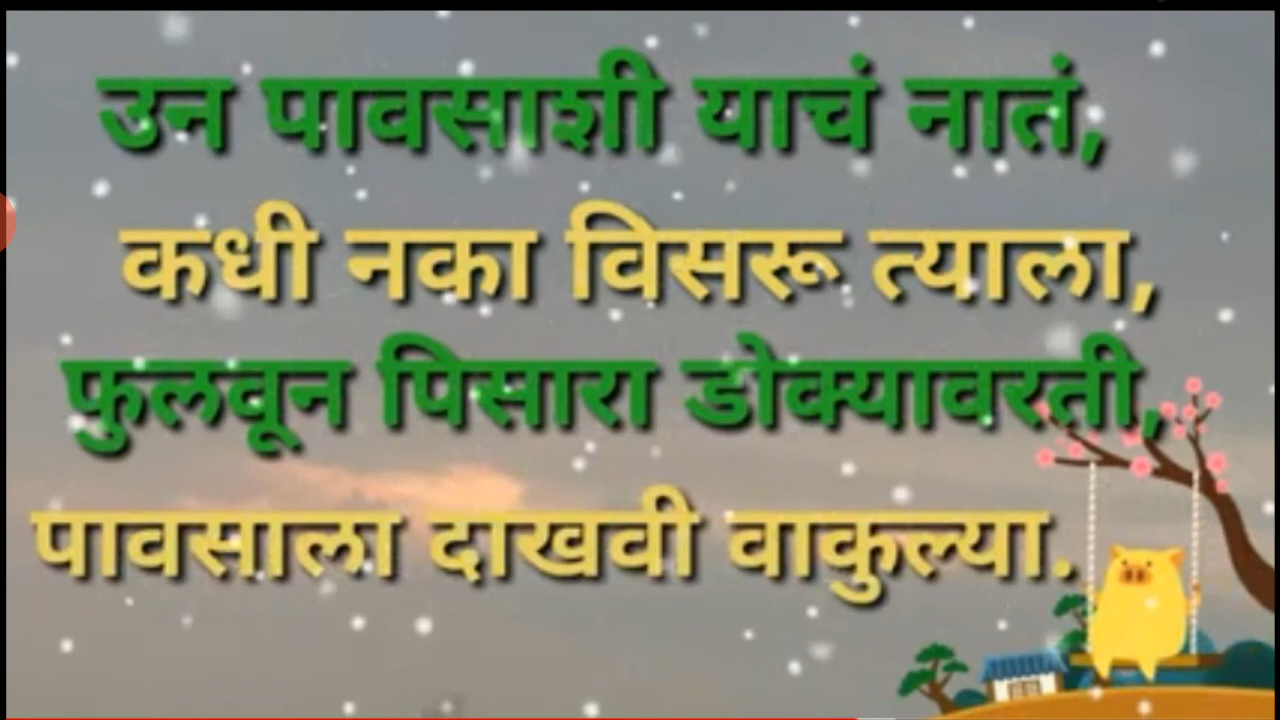 उन पावसाशी याचं नातं,
कधी नका विसरू त्याला,
फुलवून पिसारा डोक्यावरती,
पावसाला दाखवी वाकुल्या.